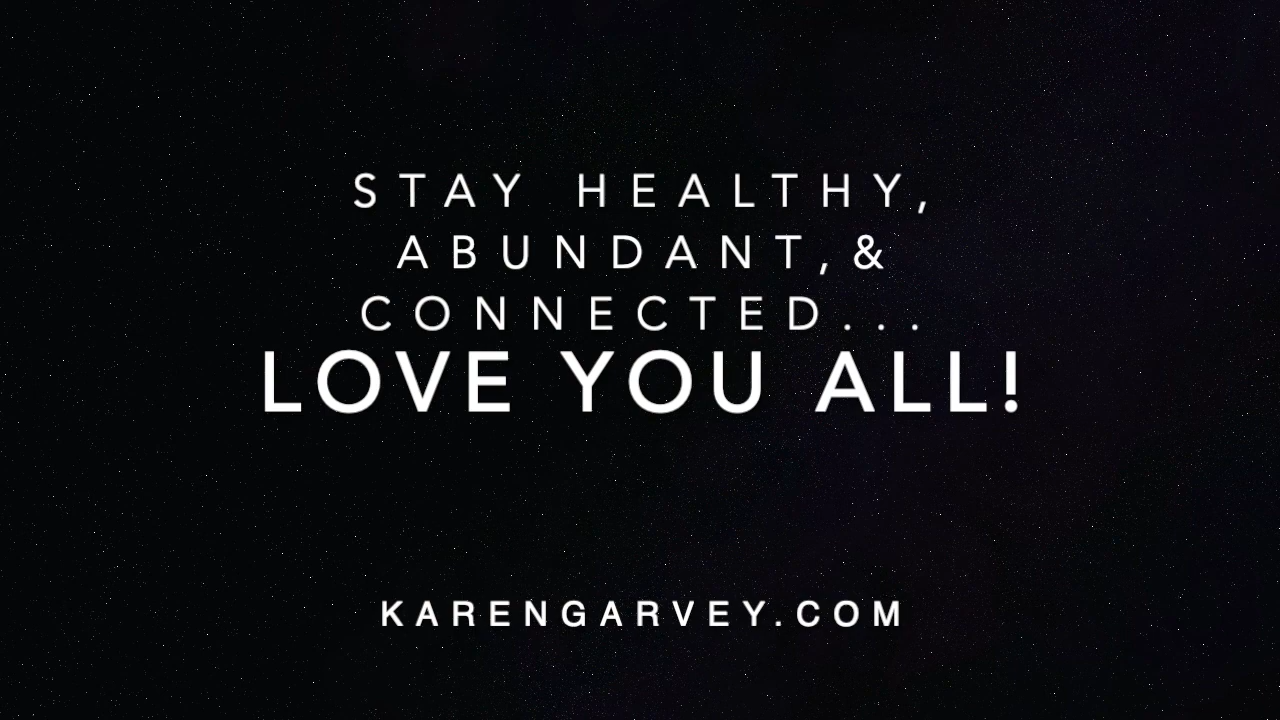 STAY HEALTHY,
ABUNDANT,&
CONNECTED...
LOVE YOU ALL!
KARENGARVEY.COM